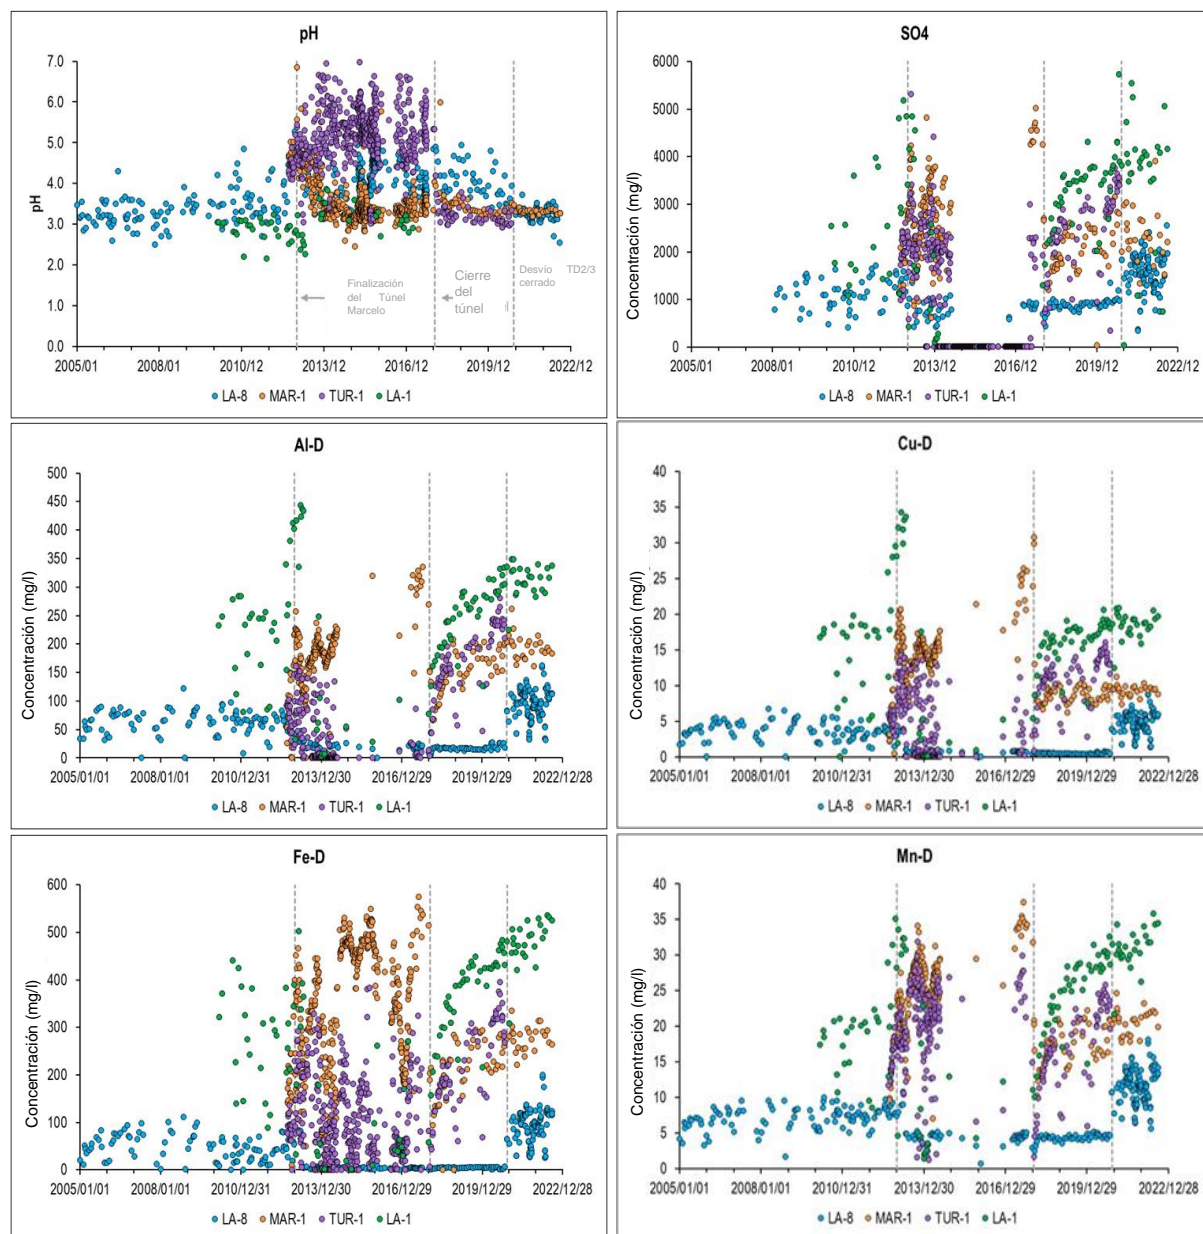 pH
7.0
6.0
5.0
4.0
3.0
2.0
1.0
0.0
pH
Finalización
del Túnel
Marcelo
Cierre
del
túnel
Desvío TD2/3
cerrado
2005/01 2008/12 2010/12 2013/12 2016/12 2019/12 2022/12
LA-8 MAR-1 TUR-1 LA-1
SO4
6000
5000
4000
3000
2000
1000
0
Concentración (mg/l)
2005/01 2008/01 2010/12 2013/12 2016/12 2019/12 2022/12
LA-8 MAR-1 TUR-1 LA-1
Al-D
500
450
400
350
300
250
200
150
100
50
0
Concentración (mg/l)
2005/01/01 2008/01/01 2010/12/31 2013/12/30 2016/12/29 2019/12/29 2022/12/28
LA-8 MAR-1 TUR-1 LA-1
Cu-D
40
35
30
25
20
15
10
5
0
Concentración (mg/l)
2005/01/01 2008/01/01 2010/12/31 2013/12/30 2016/12/29 2019/12/29 2022/12/28
LA-8 MAR-1 TUR-1 LA-1
Fe-D
600
500
400
300
200
100
0
Concentración (mg/l)
2005/01/01 2008/01/01 2010/12/31 2013/12/30 2016/12/29 2019/12/29 2022/12/28
LA-8 MAR-1 TUR-1 LA-1
Mn-D
40
35
30
25
20
15
10
5
0
Concentración (mg/l)
2005/01/01 2008/01/01 2010/12/31 2013/12/30 2016/12/29 2019/12/29 2022/12/28
LA-8 MAR-1 TUR-1 LA-1